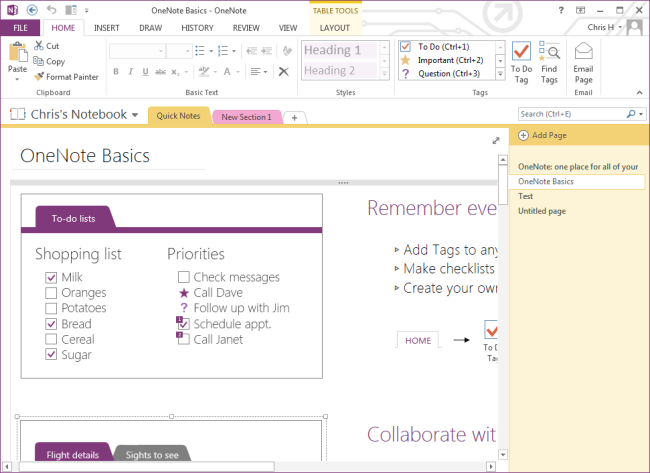 OneNote Basics - OneNote
TABLE TOOLS
FILE HOME INSERT DRAW HISTORY REVIEW VIEW LAYOUT
Chris H
Paste
Cut
Copy
Format Painter
Clipboard
B I U abc x₂ A
Basic Text
Heading 1
Heading 2
Styles
To Do (Ctrl+1)
Important (Ctrl+2)
Question (Ctrl+3)
To Do
Tag
Find
Tags
Tags
Email
Page
Email
Chris's Notebook
Quick Notes
New Section 1
Search (Ctrl+E)
Add Page
OneNote: one place for all of your
OneNote Basics
Test
Untitled page
OneNote Basics
To-do lists
Shopping list
Milk
Oranges
Potatoes
Bread
Cereal
Sugar
Priorities
Check messages
Call Dave
Follow up with Jim
1
Schedule appt.
2
Call Janet
Remember eve
Add Tags to any
Make checklists
Create your own
HOME
To D
Tag
Flight details
Sights to see
Collaborate wit